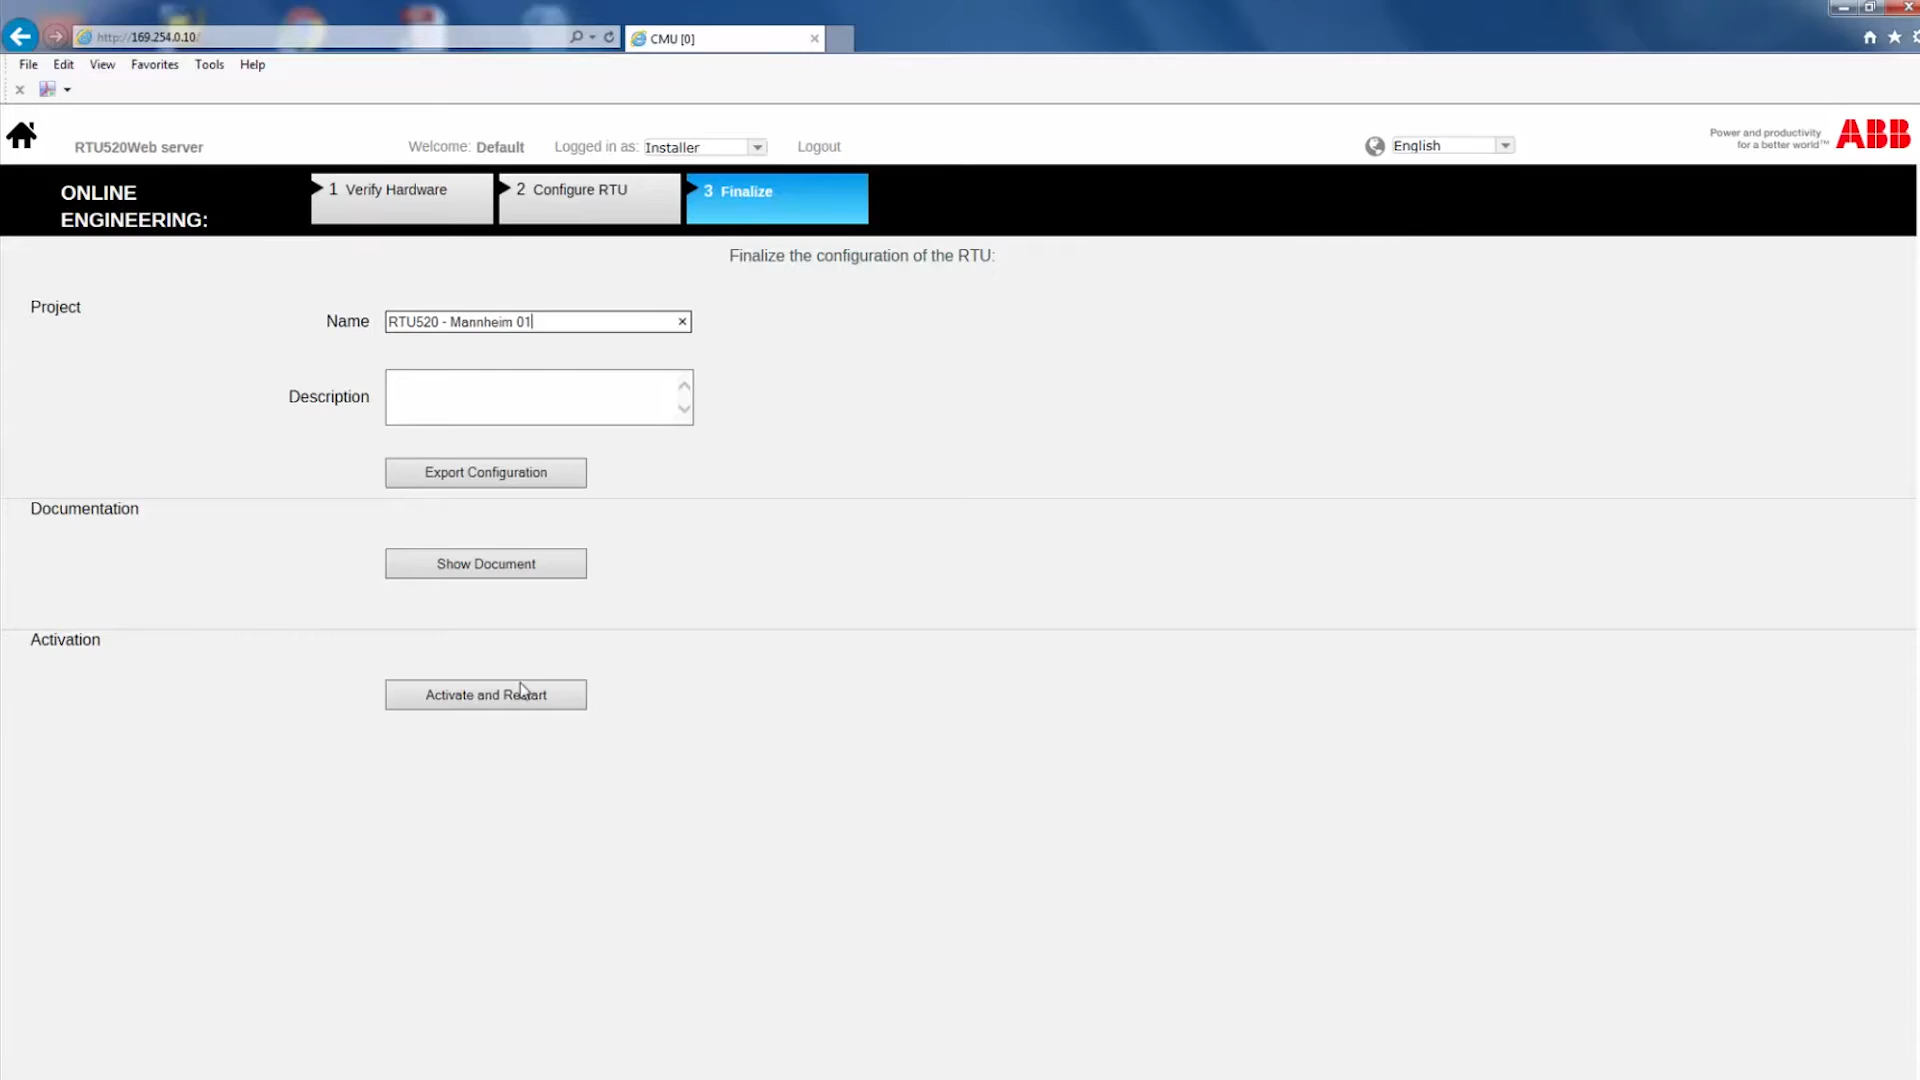 http://169.254.0.10/
CMU [0]
File Edit View Favorites Tools Help
RTU520Web server
Welcome: Default
Logged in as: Installer
Logout
English
Power and productivity
for a better world™
ABB
ONLINE
ENGINEERING:
1 Verify Hardware
2 Configure RTU
3 Finalize
Finalize the configuration of the RTU:
Project
Name RTU520 - Mannheim 01
Description
Export Configuration
Documentation
Show Document
Activation
Activate and Restart